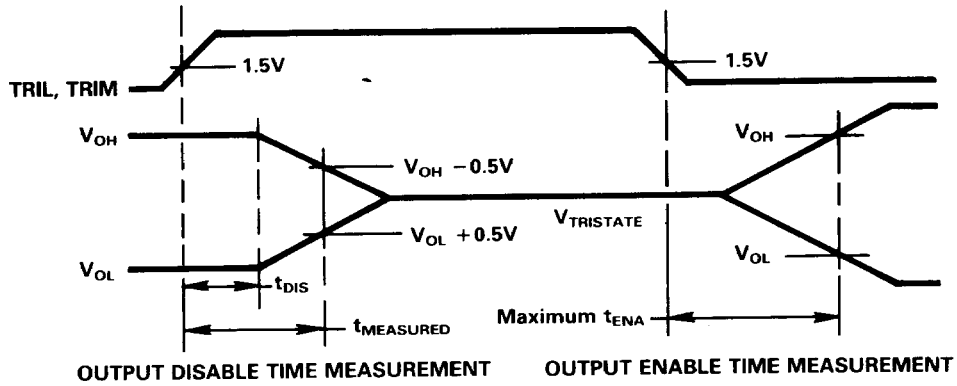 1.5V
1.5V
TRIL, TRIM
VOH
VOH
VOH −0.5V
VTRISTATE
VOL +0.5V
VOL
VOL
tDIS
Maximum tENA
tMEASURED
OUTPUT DISABLE TIME MEASUREMENT
OUTPUT ENABLE TIME MEASUREMENT